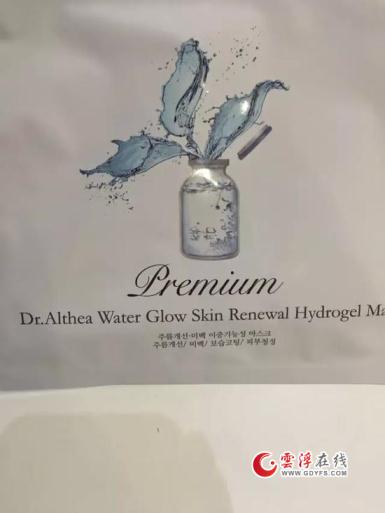 Premium
Dr.Althea Water Glow Skin Renewal Hydrogel Ma
주름개선·미백 이중기능성 마스크
주름개선/ 미백/ 보습고팅/ 피부청정
雲浮在线
WWW.GDYFS.COM